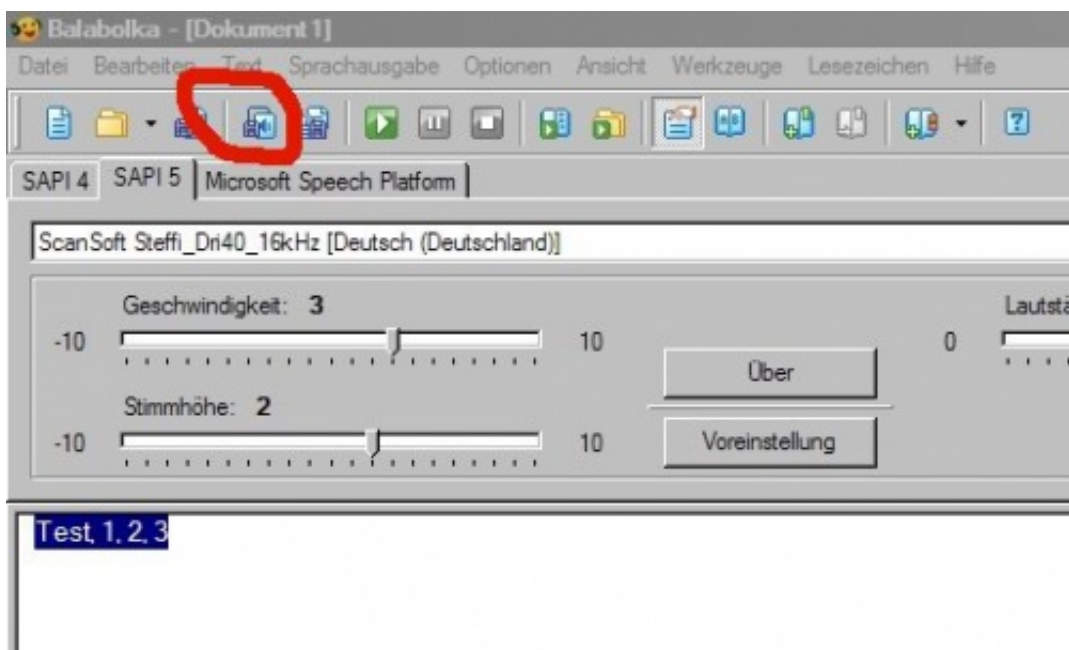 Balabolka - [Dokument 1]
Datei Bearbeiten Text Sprachausgabe Optionen Ansicht Werkzeuge Lesezeichen Hilfe
SAPI 4 SAPI 5 Microsoft Speech Platform
ScanSoft Steffi_Dri40_16kHz [Deutsch (Deutschland)]
Geschwindigkeit: 3 Lautstä
-10 10 0
Über
Stimmhöhe: 2
-10 10 Voreinstellung
Test, 1, 2, 3